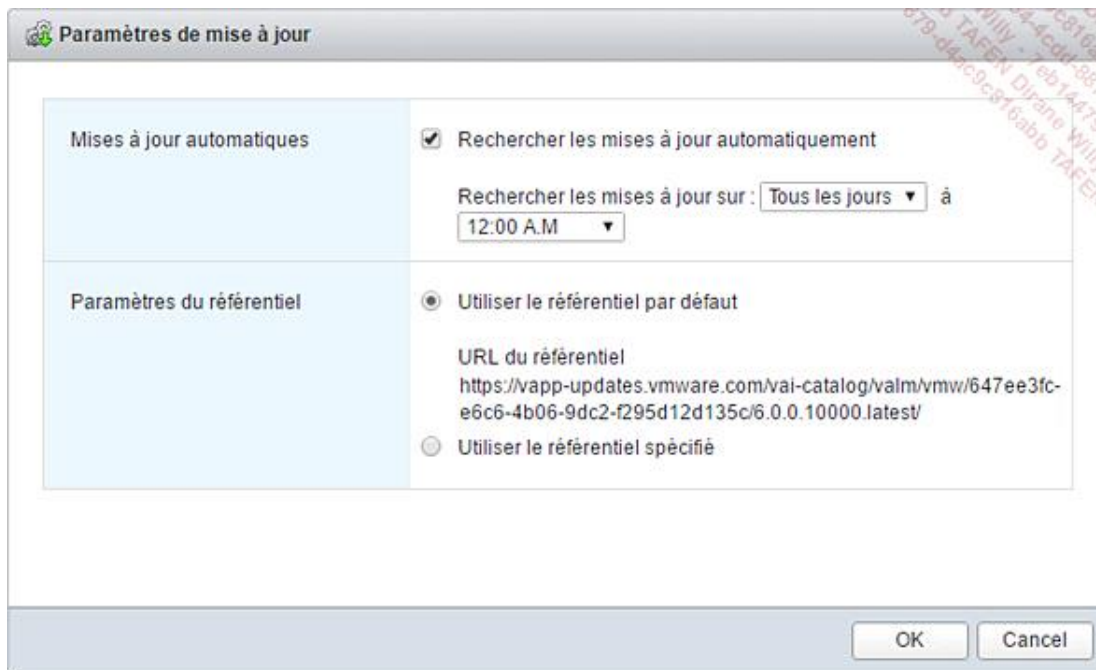 Paramètres de mise à jour
Mises à jour automatiques
Rechercher les mises à jour automatiquement
Rechercher les mises à jour sur : Tous les jours à
12:00 A.M
Paramètres du référentiel
Utiliser le référentiel par défaut
URL du référentiel
https://vapp-updates.vmware.com/vai-catalog/valm/vmw/647ee3fc-
e6c6-4b06-9dc2-f295d12d135c/6.0.0.10000.latest/
Utiliser le référentiel spécifié
OK
Cancel